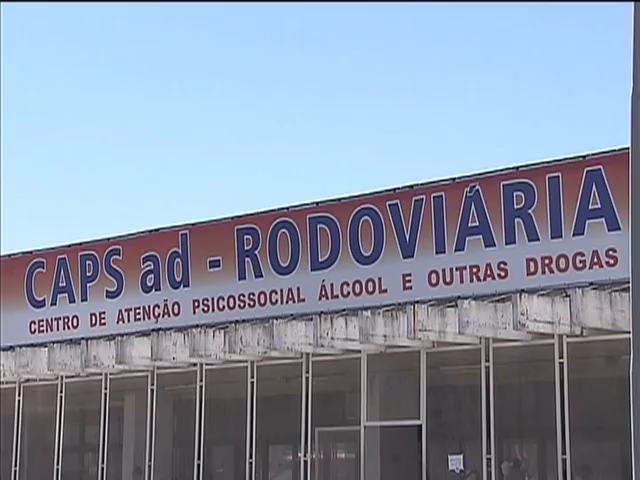 CAPS ad - RODOVIÁRIA
CENTRO DE ATENÇÃO PSICOSSOCIAL ÁLCOOL E OUTRAS DROGAS